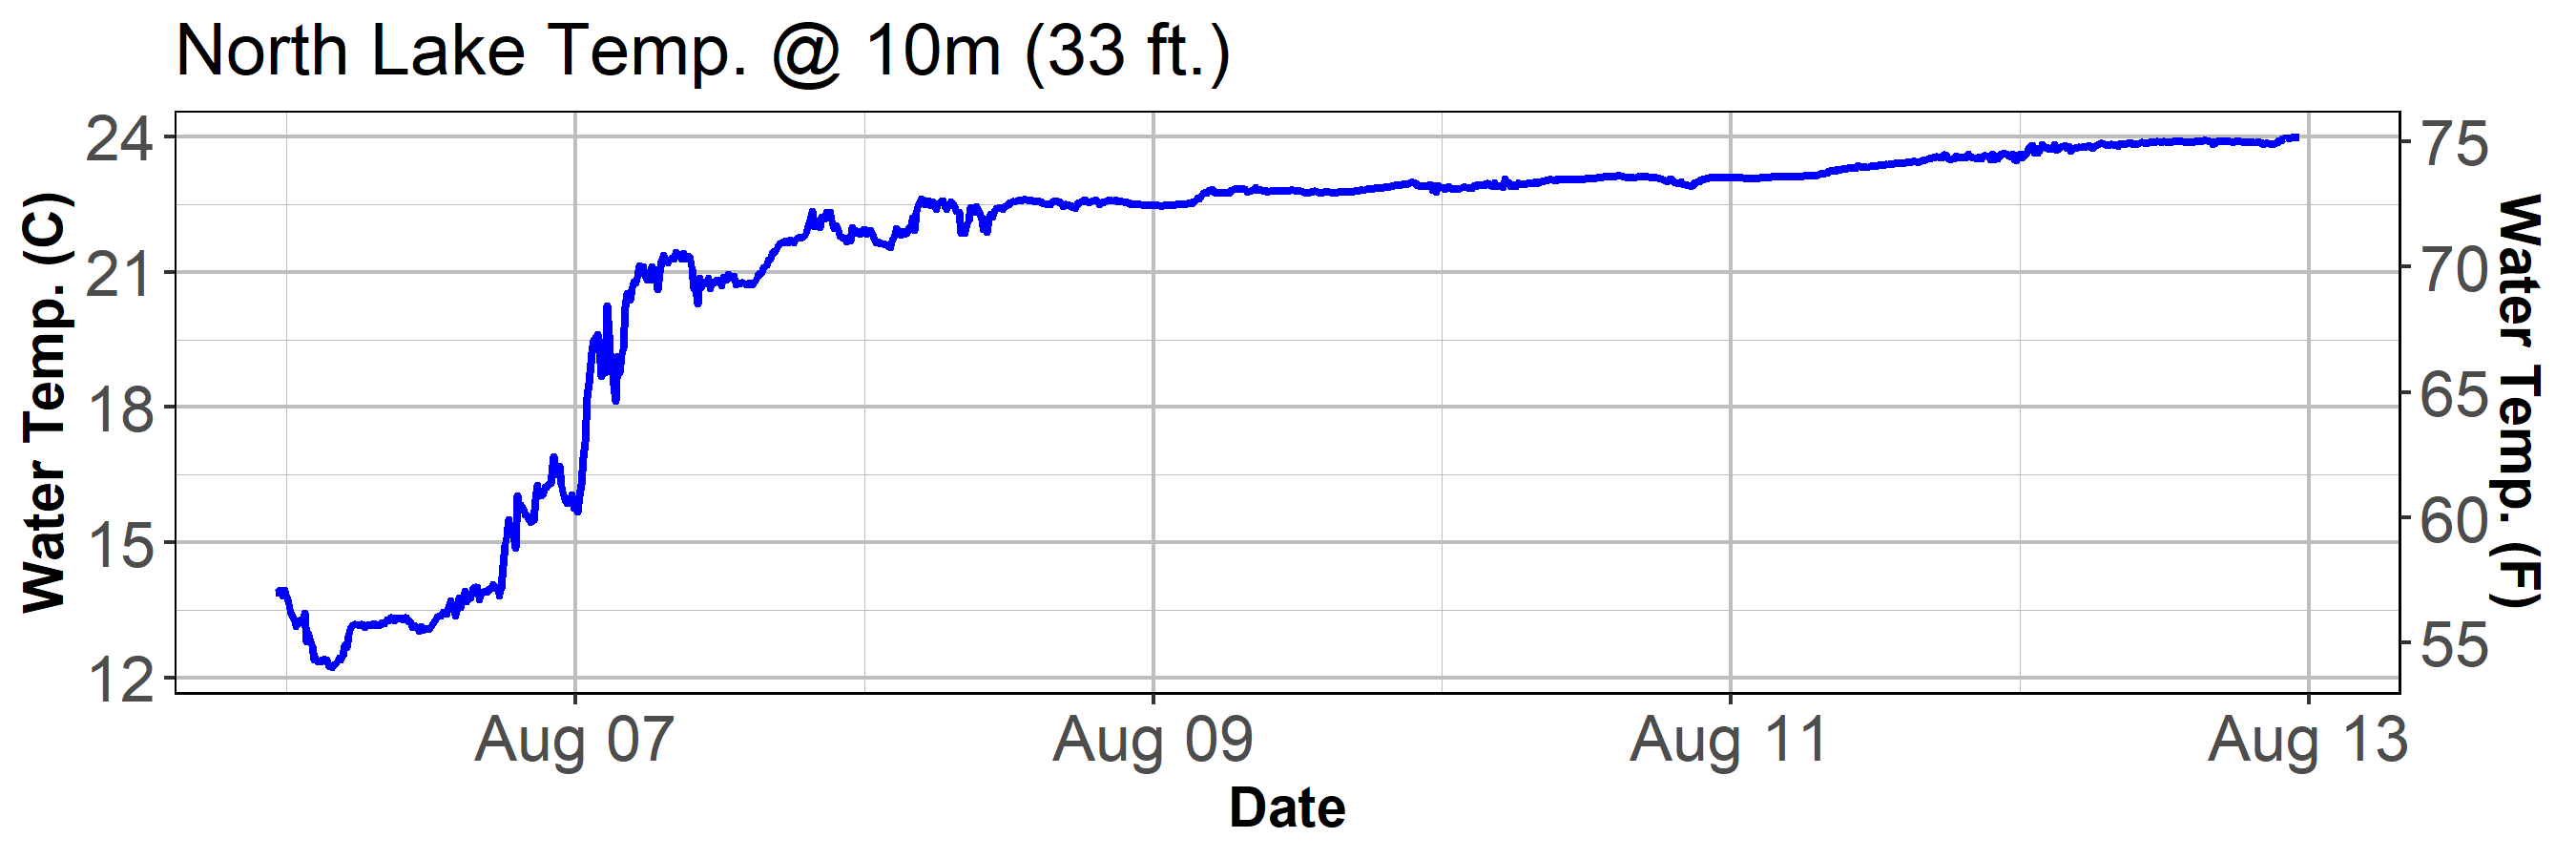 North Lake Temp. @ 10m (33 ft.)
Water Temp. (C)
24
21
18
15
12
75
70
65
60
55
Water Temp. (F)
Aug 07
Aug 09
Aug 11
Aug 13
Date